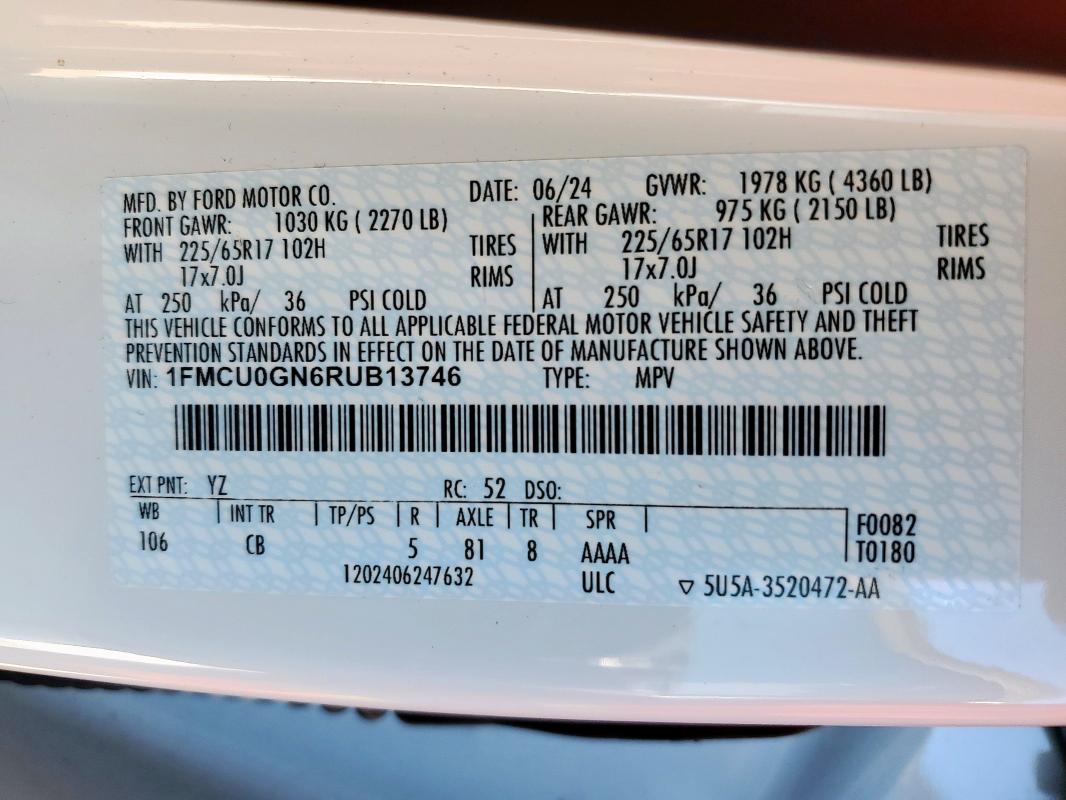 MFD. BY FORD MOTOR CO. DATE: 06/24 GVWR: 1978 KG ( 4360 LB)
FRONT GAWR: 1030 KG ( 2270 LB) REAR GAWR: 975 KG ( 2150 LB)
WITH 225/65R17 102H TIRES WITH 225/65R17 102H TIRES
17x7.0J RIMS 17x7.0J RIMS
AT 250 kPa/ 36 PSI COLD AT 250 kPa/ 36 PSI COLD
THIS VEHICLE CONFORMS TO ALL APPLICABLE FEDERAL MOTOR VEHICLE SAFETY AND THEFT
PREVENTION STANDARDS IN EFFECT ON THE DATE OF MANUFACTURE SHOWN ABOVE.
VIN: 1FMCU0GN6RUB13746 TYPE: MPV
EXT PNT: YZ RC: 52 DSO:
WB INT TR TP/PS R AXLE TR SPR F0082
106 CB 5 81 8 AAAA T0180
1202406247632 ULC ▽ 5U5A-3520472-AA